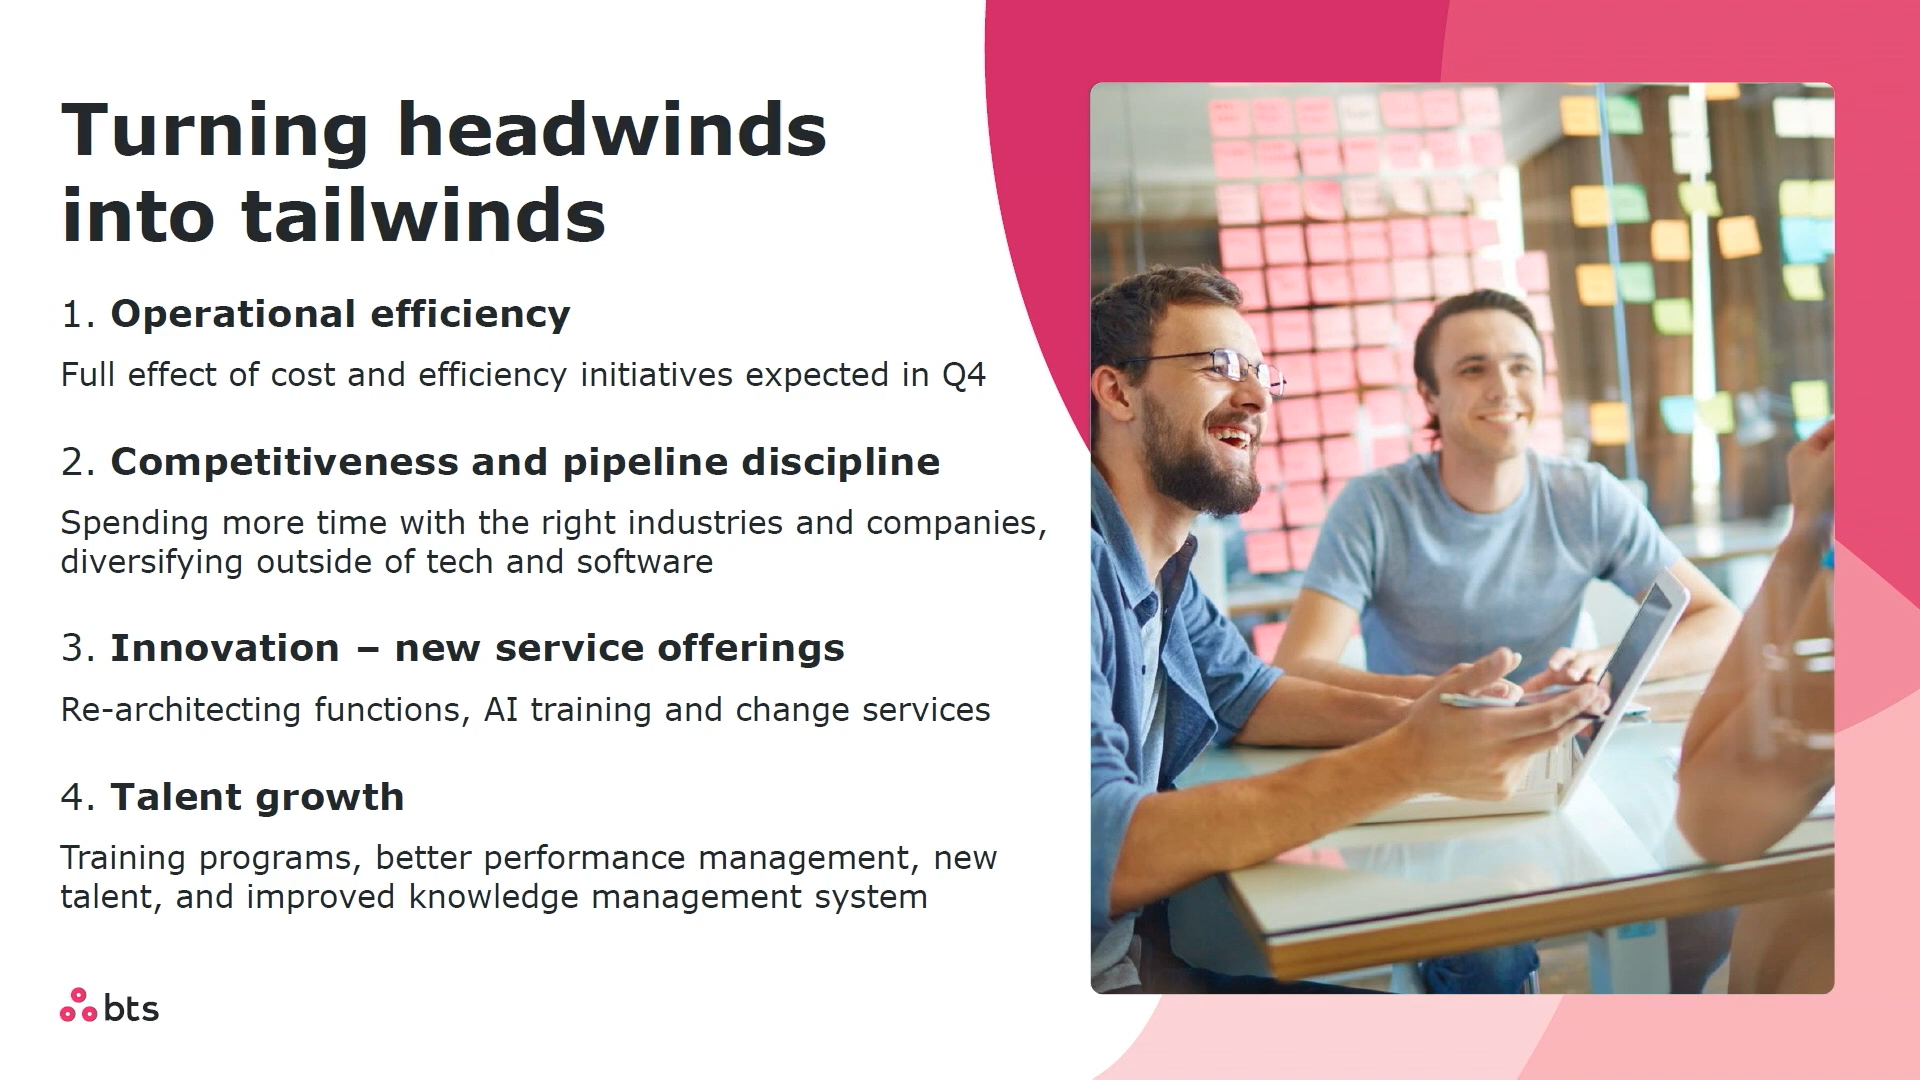 Turning headwinds
into tailwinds
1. Operational efficiency
Full effect of cost and efficiency initiatives expected in Q4
2. Competitiveness and pipeline discipline
Spending more time with the right industries and companies,
diversifying outside of tech and software
3. Innovation – new service offerings
Re-architecting functions, AI training and change services
4. Talent growth
Training programs, better performance management, new
talent, and improved knowledge management system
bts